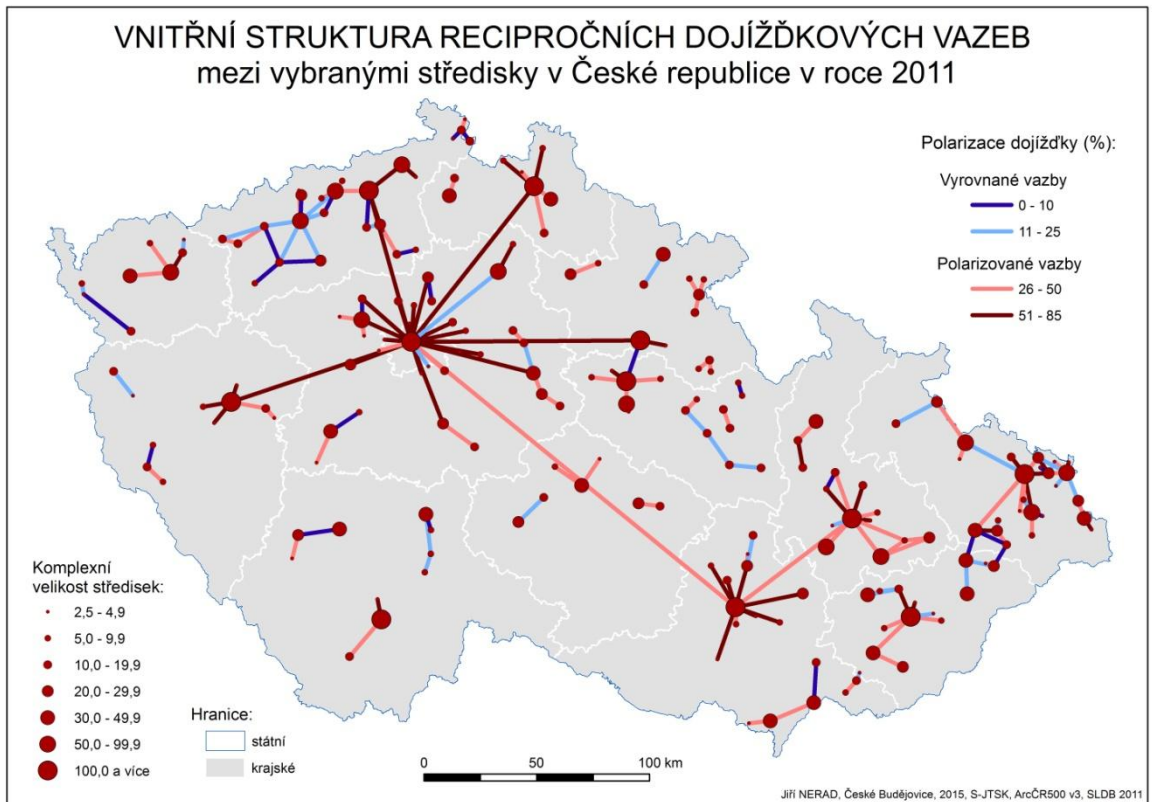 VNITŘNÍ STRUKTURA RECIPROČNÍCH DOJÍŽĎKOVÝCH VAZEB
mezi vybranými středisky v České republice v roce 2011
Polarizace dojížďky (%):
Vyrovnané vazby
0 - 10
11 - 25
Polarizované vazby
26 - 50
51 - 85
Komplexní
velikost středisek:
2,5 - 4,9
5,0 - 9,9
10,0 - 19,9
20,0 - 29,9
30,0 - 49,9
50,0 - 99,9
100,0 a více
Hranice:
státní
krajské
0 50 100 km
Jiří NERAD, České Budějovice, 2015, S-JTSK, ArcČR500 v3, SLDB 2011